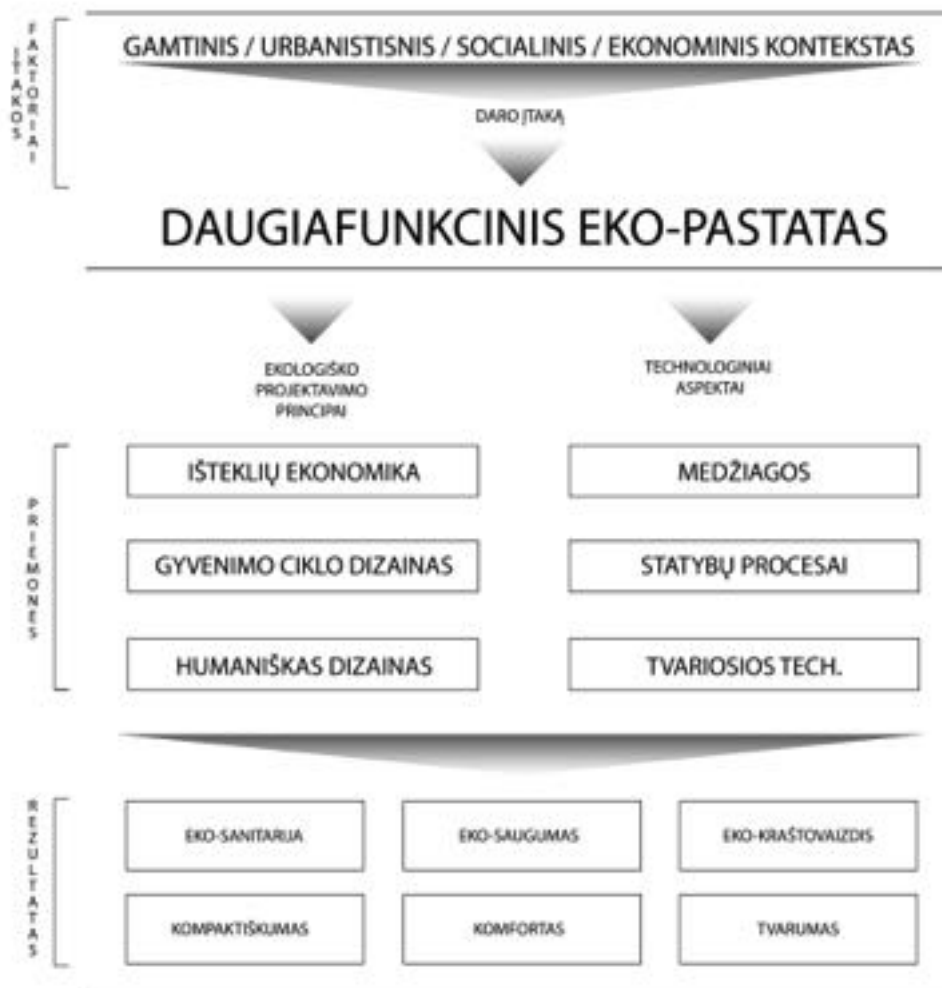 ĮTAKOS
FAKTORIAI
GAMTINIS / URBANISTISNIS / SOCIALINIS / EKONOMINIS KONTEKSTAS
DARO ĮTAKĄ
DAUGIAFUNKCINIS EKO-PASTATAS
EKOLOGIŠKO
PROJEKTAVIMO
PRINCIPAI
TECHNOLOGINIAI
ASPEKTAI
PRIEMONĖS
IŠTEKLIŲ EKONOMIKA
MEDŽIAGOS
GYVENIMO CIKLO DIZAINAS
STATYBŲ PROCESAI
HUMANIŠKAS DIZAINAS
TVARIOSIOS TECH.
REZULTATAS
EKO-SANITARIJA
EKO-SAUGUMAS
EKO-KRAŠTOVAIZDIS
KOMPAKTIŠKUMAS
KOMFORTAS
TVARUMAS